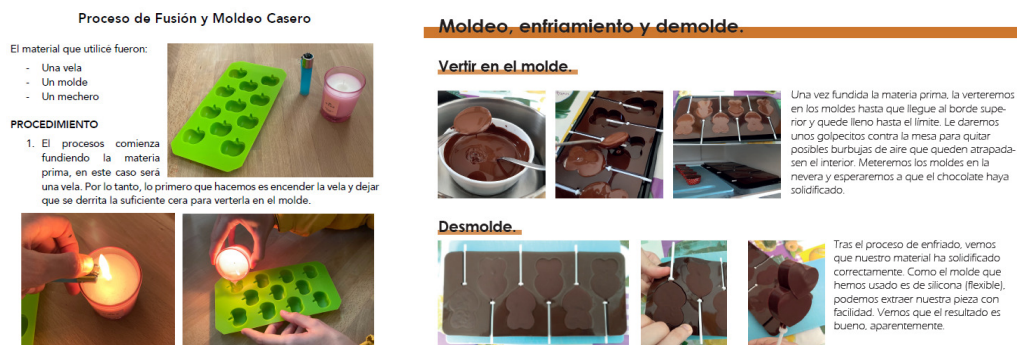 Proceso de Fusión y Moldeo Casero
El material que utilicé fueron:
- Una vela
- Un molde
- Un mechero
PROCEDIMIENTO
1. El procesos comienza
fundiendo la materia
prima, en este caso será
una vela. Por lo tanto, lo primero que hacemos es encender la vela y dejar
que se derrita la suficiente cera para verterla en el molde.
Moldeo, enfriamiento y demolde.
Vertir en el molde.
Una vez fundida la materia prima, la verteremos
en los moldes hasta que llegue al borde supe-
rior y quede lleno hasta el límite. Le daremos
unos golpecitos contra la mesa para quitar
posibles burbujas de aire que queden atrapada-
sen el interior. Meteremos los moldes en la
nevera y esperaremos a que el chocolate haya
solidificado.
Desmolde.
Tras el proceso de enfriado, vemos
que nuestro material ha solidificado
correctamente. Como el molde que
hemos usado es de silicona (flexible),
podemos extraer nuestra pieza con
facilidad. Vemos que el resultado es
bueno, aparentemente.